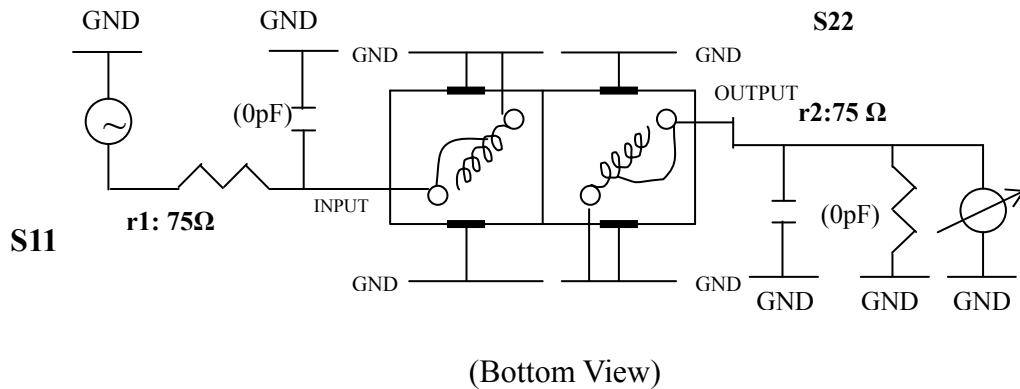 GND
GND
S22
GND
GND
OUTPUT
(0pF)
r2:75 Ω
INPUT
r1: 75Ω
(0pF)
S11
GND
GND
GND
GND
GND
(Bottom View)